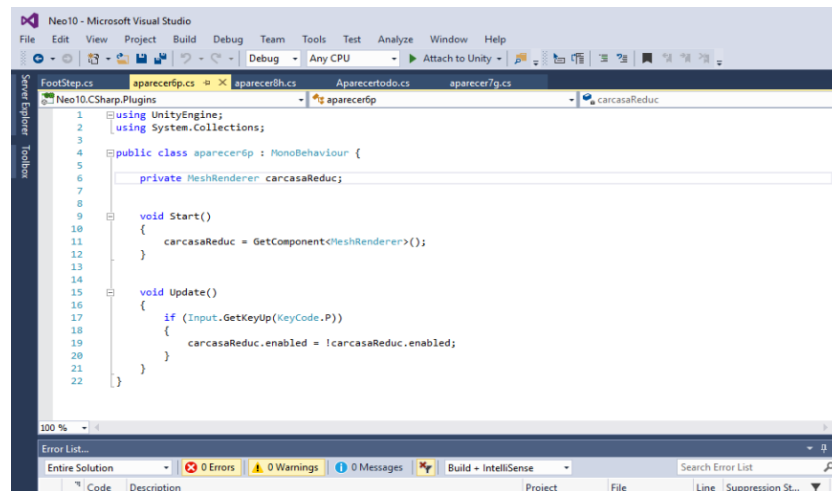 Neo10 - Microsoft Visual Studio
File Edit View Project Build Debug Team Tools Test Analyze Window Help
Debug Any CPU Attach to Unity
Server Explorer
Toolbox
FootStep.cs aparecer6p.cs aparecer8h.cs Aparecertodo.cs aparecer7g.cs
Neo10.CSharp.Plugins aparecer6p carcasaReduc
1 using UnityEngine;
2 using System.Collections;
3
4 public class aparecer6p : MonoBehaviour {
5
6 private MeshRenderer carcasaReduc;
7
8
9 void Start()
10 {
11 carcasaReduc = GetComponent<MeshRenderer>();
12 }
13
14
15 void Update()
16 {
17 if (Input.GetKeyUp(KeyCode.P))
18 {
19 carcasaReduc.enabled = !carcasaReduc.enabled;
20 }
21 }
22 }
100 %
Error List...
Entire Solution 0 Errors 0 Warnings 0 Messages Build + IntelliSense Search Error List
Code Description Project File Line Suppression St...